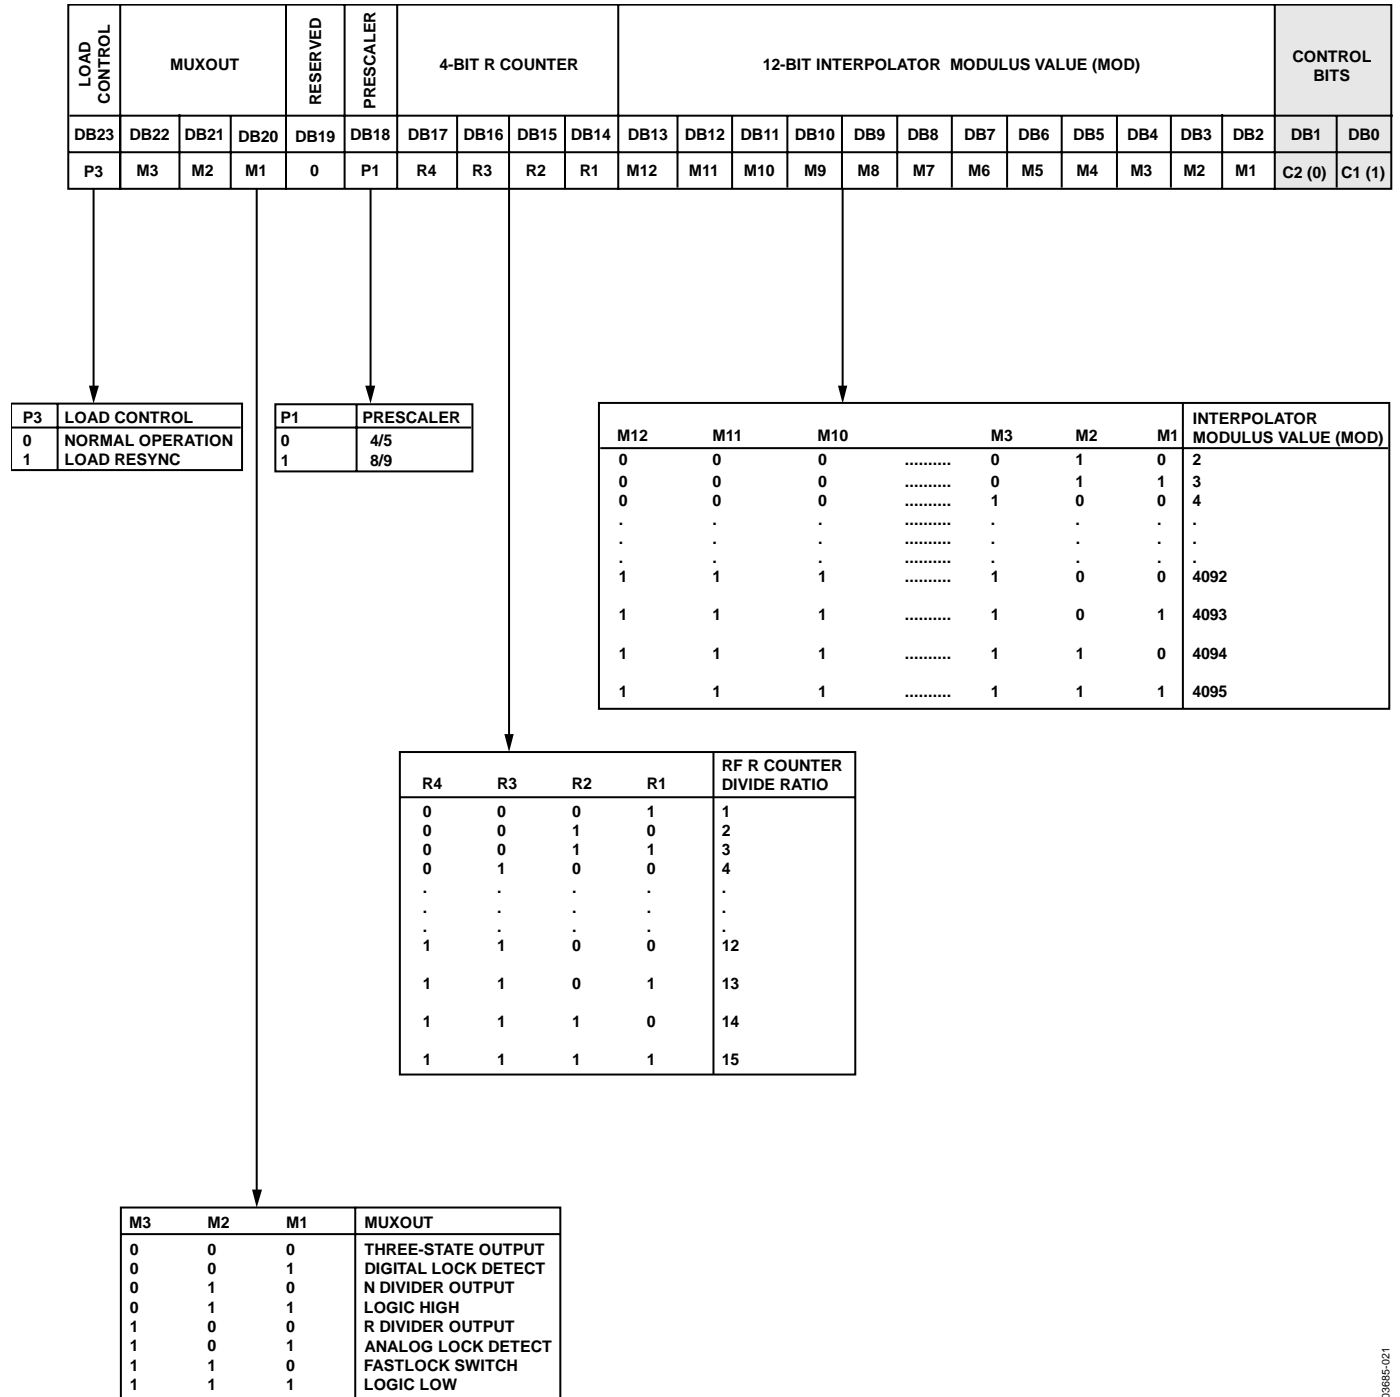 LOAD CONTROL MUXOUT RESERVED PRESCALER 4-BIT R COUNTER 12-BIT INTERPOLATOR MODULUS VALUE (MOD) CONTROL BITS
DB23 DB22 DB21 DB20 DB19 DB18 DB17 DB16 DB15 DB14 DB13 DB12 DB11 DB10 DB9 DB8 DB7 DB6 DB5 DB4 DB3 DB2 DB1 DB0
P3 M3 M2 M1 0 P1 R4 R3 R2 R1 M12 M11 M10 M9 M8 M7 M6 M5 M4 M3 M2 M1 C2 (0) C1 (1)
P3 LOAD CONTROL
0 NORMAL OPERATION
1 LOAD RESYNC
P1 PRESCALER
0 4/5
1 8/9
M12 M11 M10 M3 M2 M1 INTERPOLATOR MODULUS VALUE (MOD)
0 0 0 .......... 0 1 0 2
0 0 0 .......... 0 1 1 3
0 0 0 .......... 1 0 0 4
. . . .......... . . . .
. . . .......... . . . .
. . . .......... . . . .
1 1 1 .......... 1 0 0 4092
1 1 1 .......... 1 0 1 4093
1 1 1 .......... 1 1 0 4094
1 1 1 .......... 1 1 1 4095
R4 R3 R2 R1 RF R COUNTER DIVIDE RATIO
0 0 0 1 1
0 0 1 0 2
0 0 1 1 3
0 1 0 0 4
. . . . .
. . . . .
. . . . .
1 1 0 0 12
1 1 0 1 13
1 1 1 0 14
1 1 1 1 15
M3 M2 M1 MUXOUT
0 0 0 THREE-STATE OUTPUT
0 0 1 DIGITAL LOCK DETECT
0 1 0 N DIVIDER OUTPUT
0 1 1 LOGIC HIGH
1 0 0 R DIVIDER OUTPUT
1 0 1 ANALOG LOCK DETECT
1 1 0 FASTLOCK SWITCH
1 1 1 LOGIC LOW
03685-021